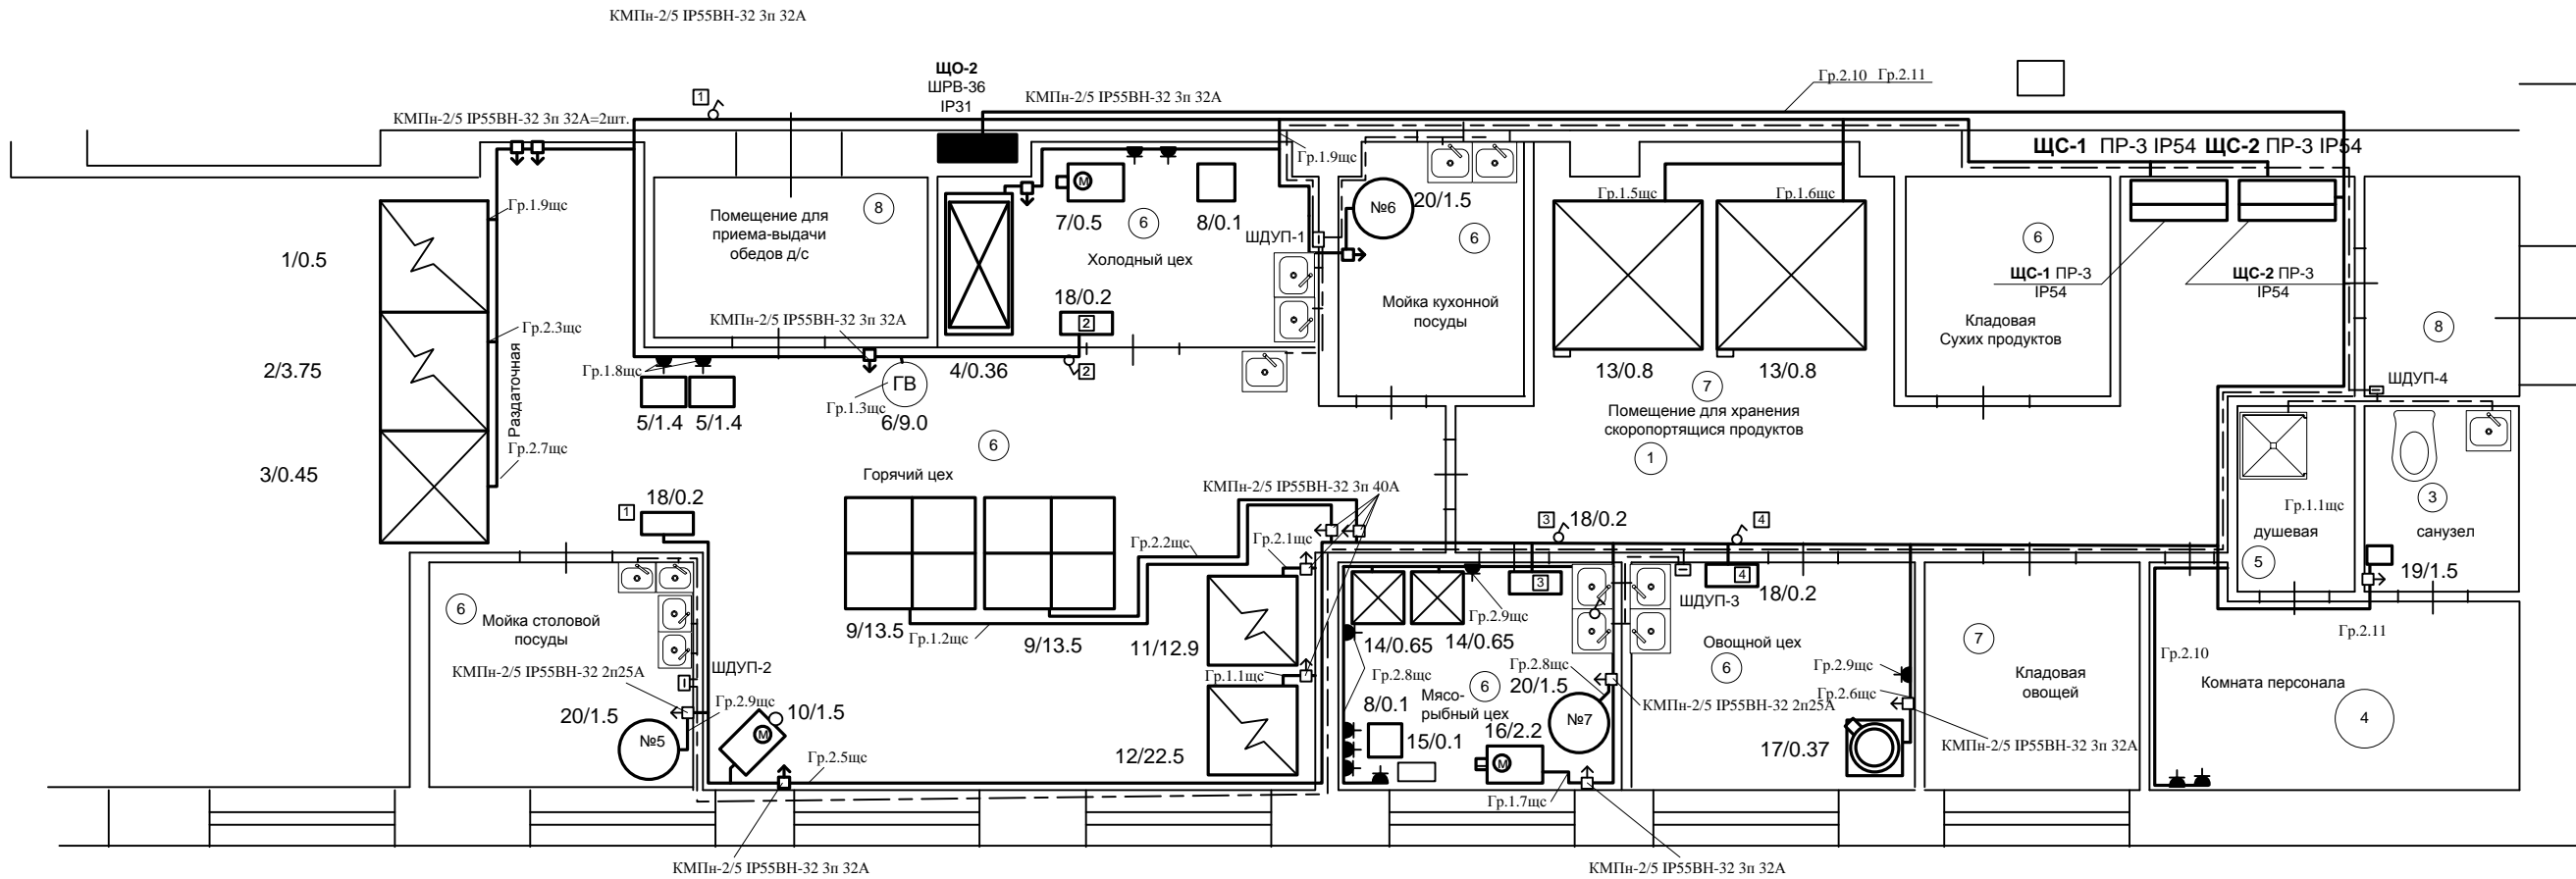 КМПн-2/5 IP55ВН-32 3п 32А
ЩО-2
ШРВ-36
IP31
КМПн-2/5 IP55ВН-32 3п 32А
Гр.2.10 Гр.2.11
1
КМПн-2/5 IP55ВН-32 3п 32А=2шт.
ЩС-1 ПР-3 IP54 ЩС-2 ПР-3 IP54
Гр.1.9щс
Гр.1.9щс
1/0.5
Помещение для
приема-выдачи
обедов д/с
8
М
7/0.5
8/0.1
6
Холодный цех
ШДУП-1
№6
20/1.5
6
Мойка кухонной
посуды
Гр.1.5щс
Гр.1.6щс
13/0.8
13/0.8
7
Помещение для хранения
скоропортящися продуктов
1
6
Кладовая
Сухих продуктов
ЩС-1 ПР-3
IP54
ЩС-2 ПР-3
IP54
8
ШДУП-4
Гр.2.3щс
2/3.75
Раздаточная
3/0.45
Гр.2.7щс
КМПн-2/5 IP55ВН-32 3п 32А
18/0.2
2
2
4/0.36
Гр.1.8щс
5/1.4
5/1.4
ГВ
Гр.1.3щс
6/9.0
6
Горячий цех
КМПн-2/5 IP55ВН-32 3п 40А
18/0.2
1
Гр.2.2щс
Гр.2.1щс
3
18/0.2
4
Гр.1.1щс
душевая
5
3
санузел
19/1.5
6
Мойка столовой
посуды
ШДУП-2
КМПн-2/5 IP55ВН-32 2п25А
20/1.5
№5
Гр.2.9щс
М
10/1.5
Гр.2.5щс
9/13.5
Гр.1.2щс
9/13.5
11/12.9
Гр.1.1щс
12/22.5
14/0.65
14/0.65
Гр.2.9щс
3
Гр.2.8щс
8/0.1
Мясо-
рыбный цех
6
15/0.1
16/2.2
М
Гр.2.8щс
20/1.5
№7
КМПн-2/5 IP55ВН-32 2п25А
Гр.1.7щс
ШДУП-3
4
18/0.2
Овощной цех
6
Гр.2.9щс
Гр.2.6щс
17/0.37
КМПн-2/5 IP55ВН-32 3п 32А
7
Кладовая
овощей
Гр.2.10
Гр.2.11
Комната персонала
4
КМПн-2/5 IP55ВН-32 3п 32А
КМПн-2/5 IP55ВН-32 3п 32А